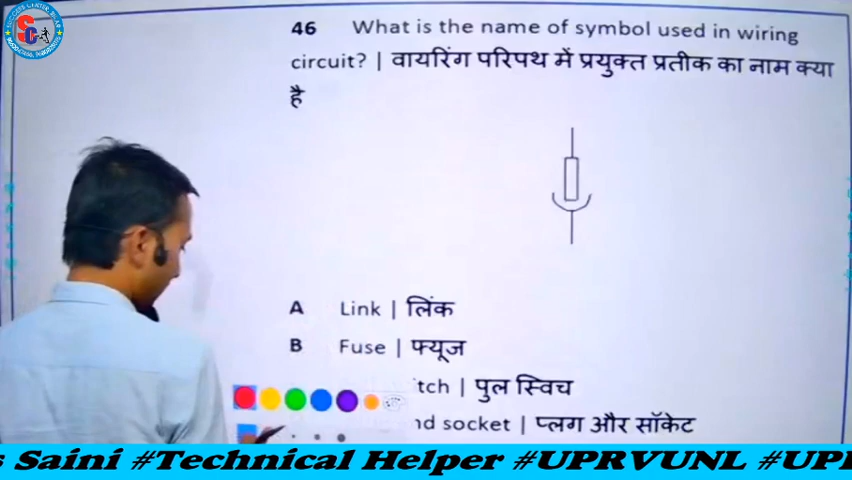 46 What is the name of symbol used in wiring
circuit? | वायरिंग परिपथ में प्रयुक्त प्रतीक का नाम क्या
है
A Link | लिंक
B Fuse | फ्यूज
tch | पुल स्विच
nd socket | प्लग और सॉकेट
s Saini #Technical Helper #UPRVUNL #UPR